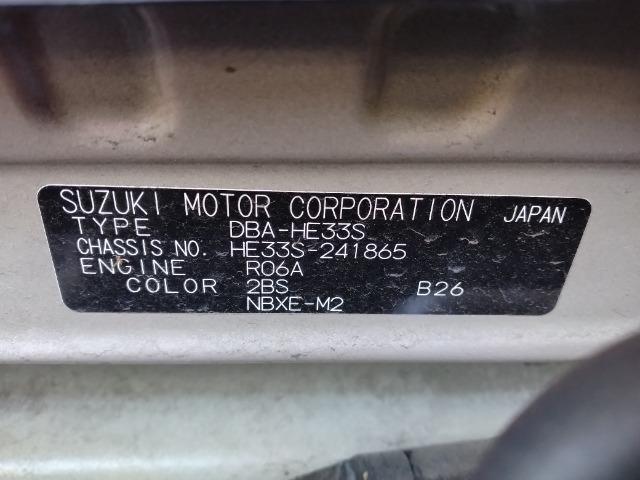 SUZUKI MOTOR CORPORATION JAPAN
TYPE DBA-HE33S
CHASSIS NO. HE33S-241865
ENGINE R06A
COLOR 2BS B26
NBXE-M2